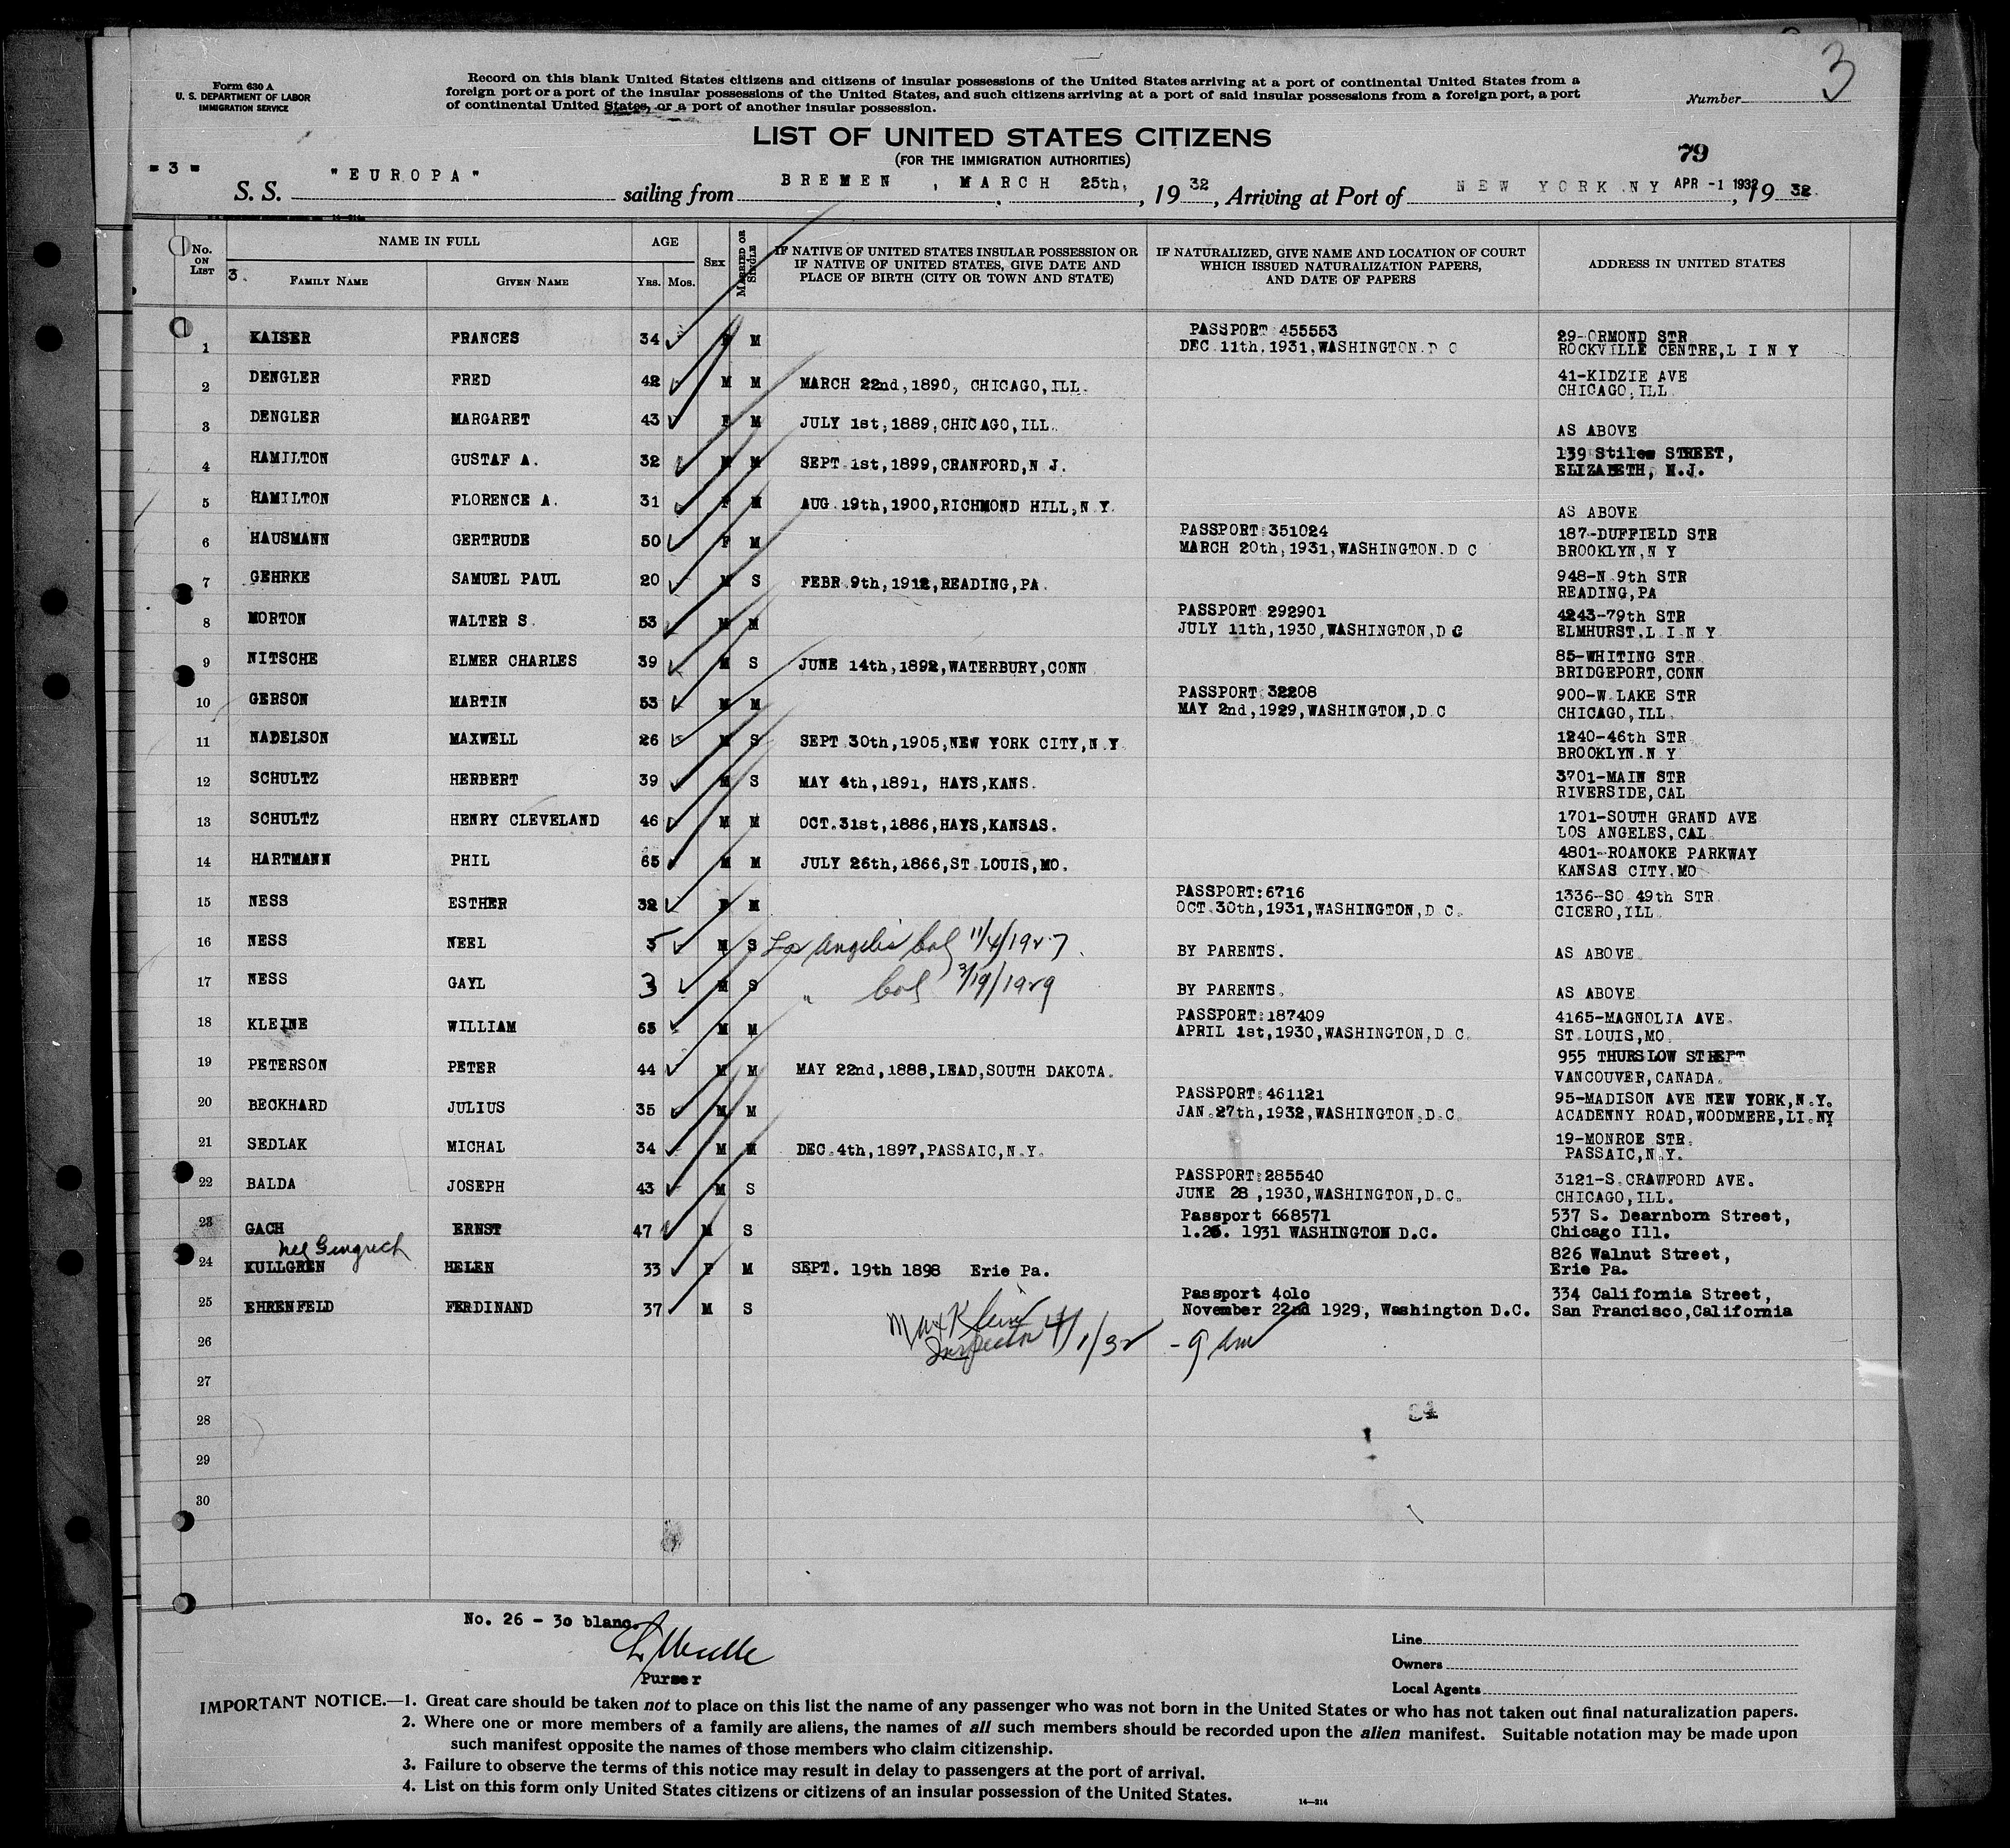 3
Form 630 A
U. S. DEPARTMENT OF LABOR
IMMIGRATION SERVICE
Record on this blank United States citizens and citizens of insular possessions of the United States arriving at a port of continental United States from a
foreign port or a port of the insular possessions of the United States, and such citizens arriving at a port of said insular possessions from a foreign port, a port
of continental United States, or a port of another insular possession.
Number
LIST OF UNITED STATES CITIZENS
(FOR THE IMMIGRATION AUTHORITIES)
79
- 3 -
S. S. "EUROPA" sailing from BREMEN, MARCH 25th, 1932, Arriving at Port of NEW YORK NY APR -1 1932, 1932.
No. ON LIST
NAME IN FULL
3. FAMILY NAME
GIVEN NAME
AGE
YRS. MOS.
SEX
MARRIED OR SINGLE
IF NATIVE OF UNITED STATES INSULAR POSSESSION OR
IF NATIVE OF UNITED STATES, GIVE DATE AND
PLACE OF BIRTH (CITY OR TOWN AND STATE)
IF NATURALIZED, GIVE NAME AND LOCATION OF COURT
WHICH ISSUED NATURALIZATION PAPERS,
AND DATE OF PAPERS
ADDRESS IN UNITED STATES
1 KAISER FRANCES 34 F M PASSPORT:455553 29-ORMOND STR
DEC.11th,1931,WASHINGTON.D C ROCKVILLE CENTRE,L I N Y
2 DENGLER FRED 42 M M MARCH 22nd,1890, CHICAGO,ILL. 41-KIDZIE AVE
CHICAGO,ILL
3 DENGLER MARGARET 43 F M JULY 1st,1889,CHICAGO,ILL. AS ABOVE
4 HAMILTON GUSTAF A. 32 M M SEPT.1st,1899,CRANFORD,N J. 139 Stiles STREET,
ELIZABETH, N.J.
5 HAMILTON FLORENCE A. 31 F M AUG.19th,1900,RICHMOND HILL,N.Y. AS ABOVE
6 HAUSMANN GERTRUDE 50 F M PASSPORT:351024 187-DUFFIELD STR
MARCH 20th,1931,WASHINGTON.D C BROOKLYN,N Y
7 GEHRKE SAMUEL PAUL 20 M S FEBR.9th,1912,READING,PA. 948-N.9th STR
READING,PA
8 MORTON WALTER S. 53 M M PASSPORT 292901 4243-79th STR
JULY 11th,1930,WASHINGTON,D C ELMHURST.L.I.N Y.
9 NITSCHE ELMER CHARLES 39 M S JUNE 14th,1892,WATERBURY,CONN 85-WHITING STR
BRIDGEPORT,CONN
10 GERSON MARTIN 53 M M PASSPORT:32208 900-W.LAKE STR
MAY 2nd,1929,WASHINGTON,D.C CHICAGO,ILL.
11 NADELSON MAXWELL 26 M S SEPT.30th,1905,NEW YORK CITY,N.Y. 1240-46th STR
BROOKLYN.N Y
12 SCHULTZ HERBERT 39 M S MAY 4th,1891, HAYS,KANS. 3701-MAIN STR
RIVERSIDE,CAL
13 SCHULTZ HENRY CLEVELAND 46 M M OCT.31st,1886,HAYS,KANSAS. 1701-SOUTH GRAND AVE
LOS ANGELES,CAL
14 HARTMANN PHIL 65 M M JULY 26th,1866,ST.LOUIS,MO. 4801-ROANOKE PARKWAY
KANSAS CITY.MO
15 NESS ESTHER 32 F M PASSPORT:6716 1336-SO 49th STR.
OCT.30th,1931,WASHINGTON,D C. CICERO,ILL
16 NESS NEEL 5 M S Los Angeles Cal 11/4/1927 BY PARENTS. AS ABOVE
17 NESS GAYL 3 M S " Cal 3/19/1929 BY PARENTS. AS ABOVE
18 KLEINE WILLIAM 65 M M PASSPORT:187409 4165-MAGNOLIA AVE.
APRIL 1st,1930,WASHINGTON,D C. ST.LOUIS,MO.
19 PETERSON PETER 44 M M MAY 22nd,1888,LEAD,SOUTH DAKOTA. 955 THURSLOW STREET
VANCOUVER,CANADA.
20 BECKHARD JULIUS 35 M M PASSPORT:461121 95-MADISON AVE NEW YORK,N.Y.
JAN.27th,1932,WASHINGTON,D.C. ACADENNY ROAD,WOODMERE,LI.NY
21 SEDLAK MICHAL 34 M M DEC.4th,1897,PASSAIC,N.Y. 19-MONROE STR.
PASSAIC,N.Y.
22 BALDA JOSEPH 43 M S PASSPORT:285540 3121-S.CRAWFORD AVE.
JUNE 28 ,1930,WASHINGTON,D.C. CHICAGO,ILL.
23 GACH ERNST 47 M S Passport 668571 537 S. Dearnborn Street,
1.26. 1931 WASHINGTON D.C. Chicago Ill.
nee Gingrich
24 KULLGREN HELEN 33 F M SEPT. 19th 1898 Erie Pa. 826 Walnut Street,
Erie Pa.
25 EHRENFELD FERDINAND 37 M S Passport 4010 334 California Street,
November 22nd 1929, Washington D.C. San Francisco,California
Max Klein
Inspector 4/1/32 - 9 am
26
27
28
29
30
No. 26 - 30 blanc.
Purser
Line
Owners
Local Agents
IMPORTANT NOTICE.—1. Great care should be taken not to place on this list the name of any passenger who was not born in the United States or who has not taken out final naturalization papers.
2. Where one or more members of a family are aliens, the names of all such members should be recorded upon the alien manifest. Suitable notation may be made upon
such manifest opposite the names of those members who claim citizenship.
3. Failure to observe the terms of this notice may result in delay to passengers at the port of arrival.
4. List on this form only United States citizens or citizens of an insular possession of the United States.
14—214